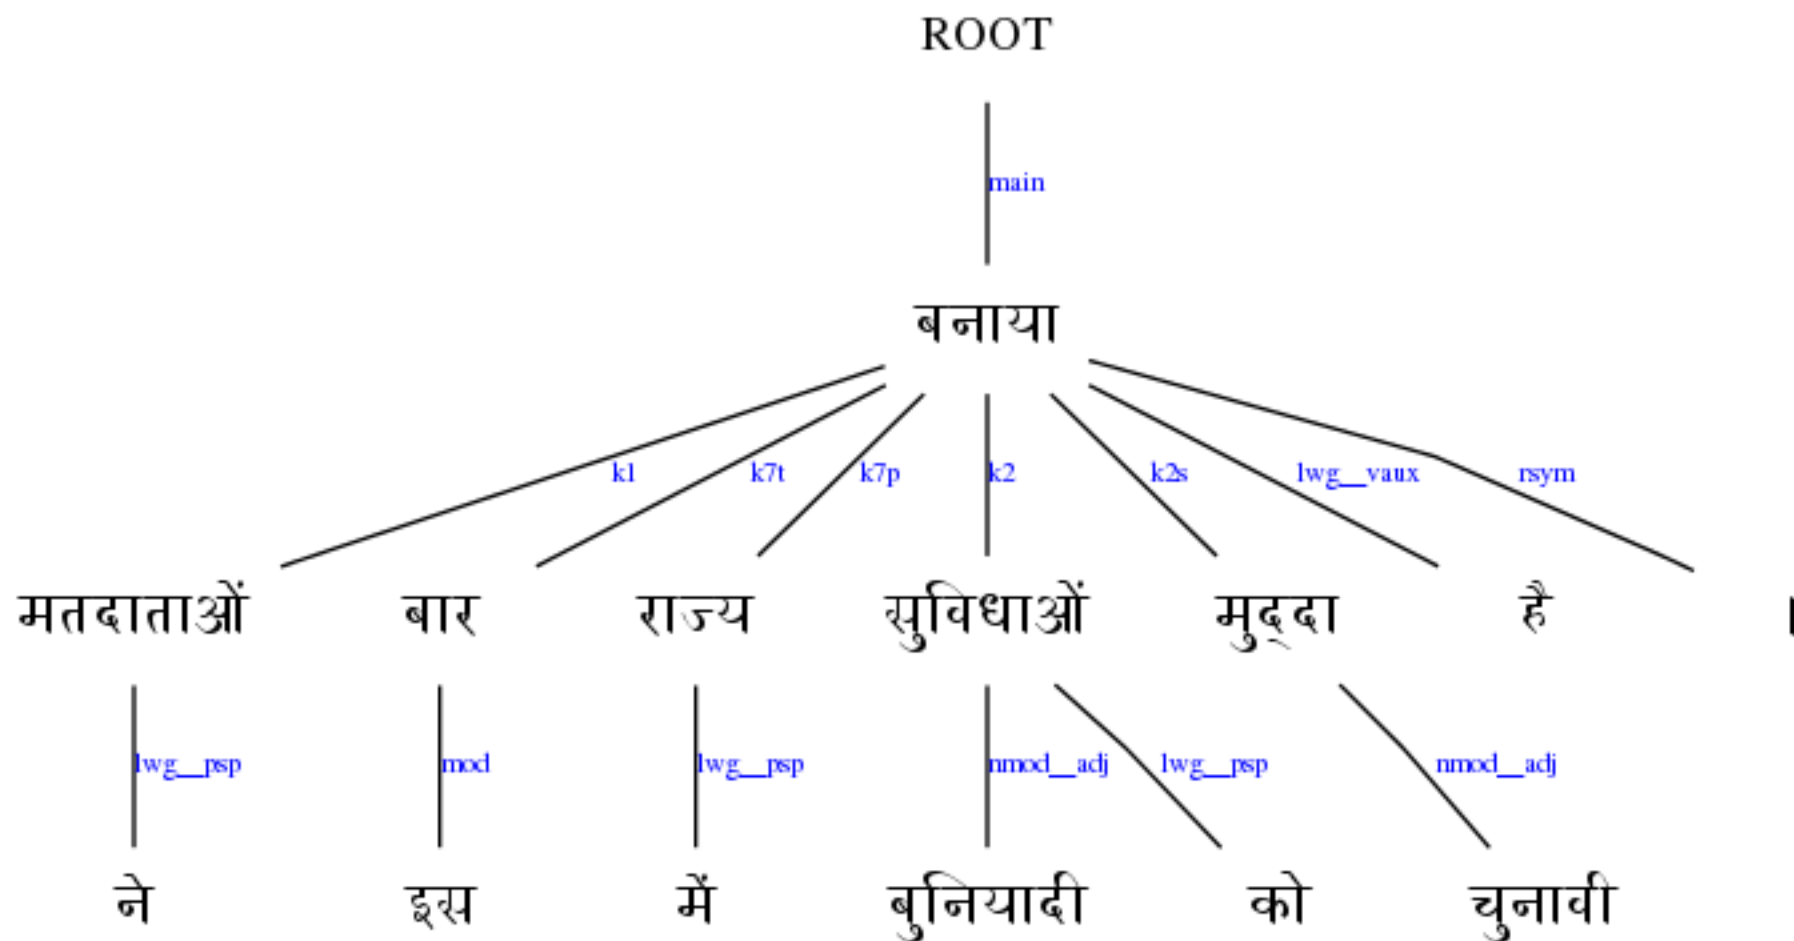 ROOT
main
बनाया
k1 k7t k7p k2 k2s lwg__vaux rsym
मतदाताओं बार राज्य सुविधाओं मुद्दा है ।
lwg__psp mod lwg__psp nmod__adj lwg__psp nmod__adj
ने इस में बुनियादी को चुनावी